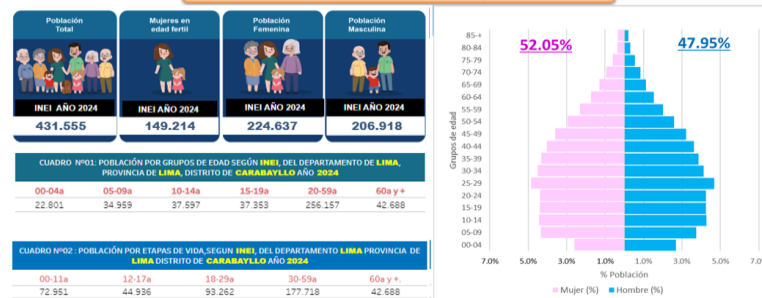 Población Total
Mujeres en edad fertil
Población Femenina
Población Masculina
INEI AÑO 2024
INEI AÑO 2024
INEI AÑO 2024
INEI AÑO 2024
431.555
149.214
224.637
206.918
CUADRO Nº01: POBLACIÓN POR GRUPOS DE EDAD SEGÚN INEI, DEL DEPARTAMENTO DE LIMA,
PROVINCIA DE LIMA, DISTRITO DE CARABAYLLO AÑO 2024
00-04a 05-09a 10-14a 15-19a 20-59a 60a y +
22.801 34.959 37.597 37.353 256.157 42.688
CUADRO Nº02 : POBLACIÓN POR ETAPAS DE VIDA,SEGUN INEI, DEL DEPARTAMENTO LIMA PROVINCIA DE
LIMA DISTRITO DE CARABAYLLO AÑO 2024
00-11a 12-17a 18-29a 30-59a 60a y +.
72.951 44.936 93.262 177.718 42.688
52.05%
47.95%
Grupos de edad
85-+
80-84
75-79
70-74
65-69
60-64
55-59
50-54
45-49
40-44
35-39
30-34
25-29
20-24
15-19
10-14
05-09
00-04
7.0% 5.0% 3.0% 1.0% 1.0% 3.0% 5.0% 7.0%
% Población
Mujer (%) Hombre (%)